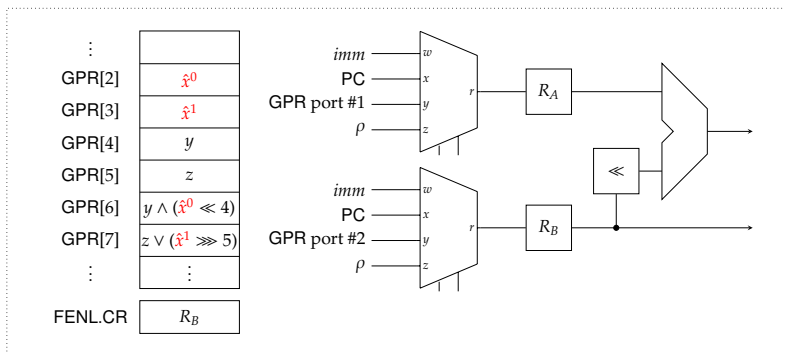 ⋮
GPR[2] x̂⁰
GPR[3] x̂¹
GPR[4] y
GPR[5] z
GPR[6] y ∧ (x̂⁰ ≪ 4)
GPR[7] z ∨ (x̂¹ ⋙ 5)
⋮ ⋮
FENL.CR R_B
imm w
PC x
GPR port #1 y r R_A
ρ z
≪
imm w
PC x
GPR port #2 y r R_B
ρ z